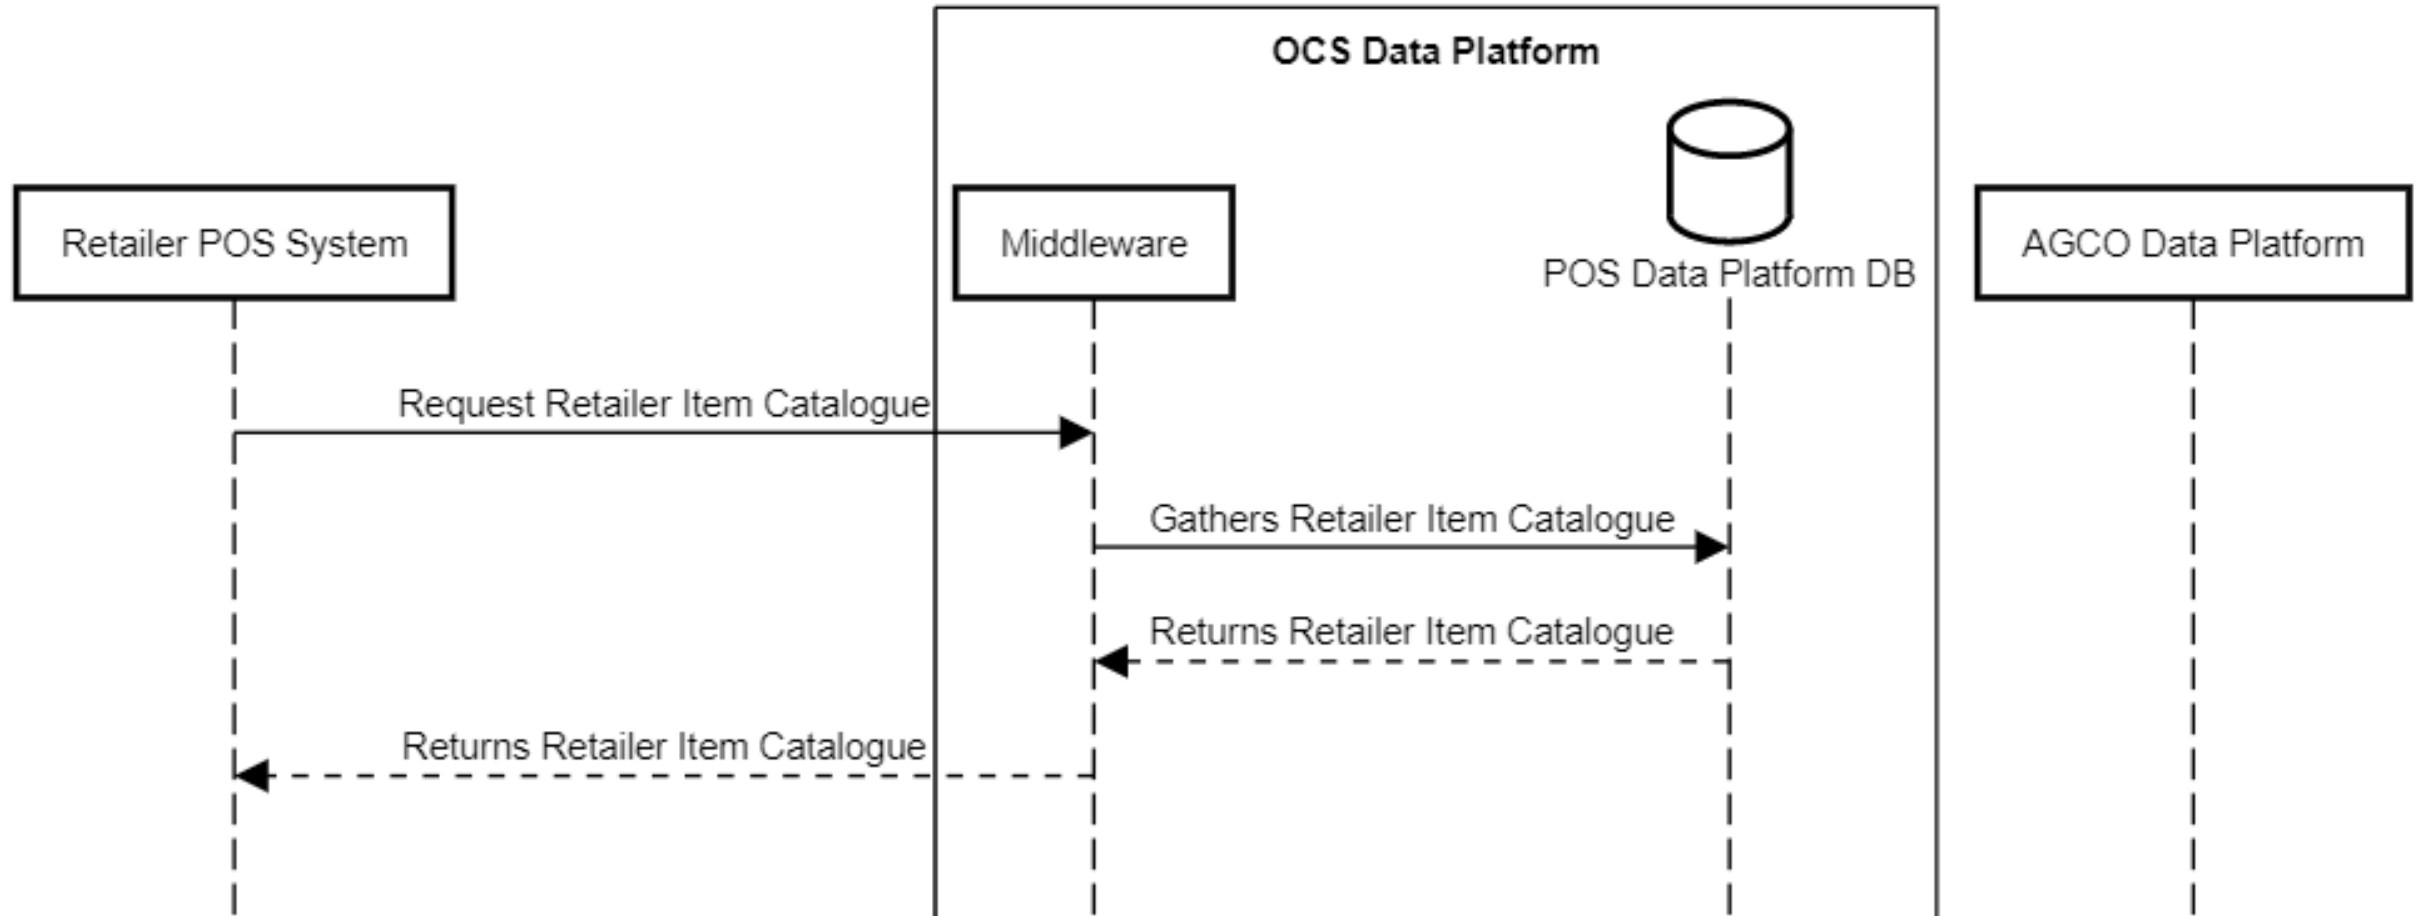 OCS Data Platform
Retailer POS System
Middleware
POS Data Platform DB
AGCO Data Platform
Request Retailer Item Catalogue
Gathers Retailer Item Catalogue
Returns Retailer Item Catalogue
Returns Retailer Item Catalogue